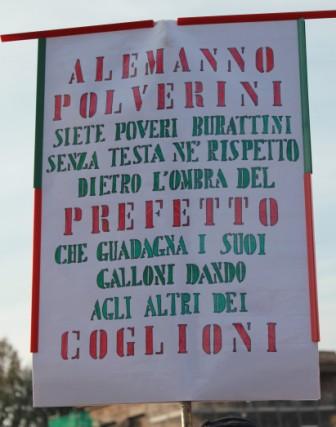 ALEMANNO
POLVERINI
SIETE POVERI BURATTINI
SENZA TESTA NE' RISPETTO
DIETRO L'OMBRA DEL
PREFETTO
CHE GUADAGNA I SUOI
GALLONI DANDO
AGLI ALTRI DEI
COGLIONI